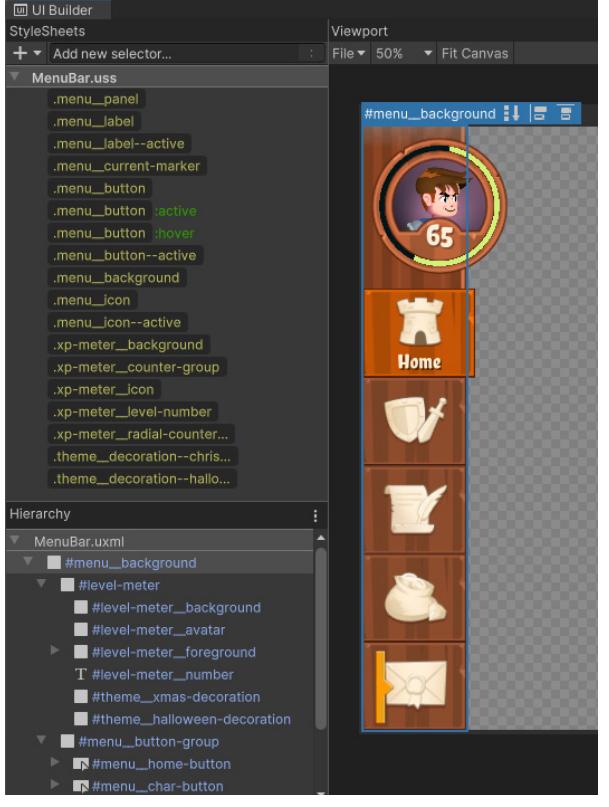 UI Builder
StyleSheets
Add new selector...
MenuBar.uss
.menu__panel
.menu__label
.menu__label--active
.menu__current-marker
.menu__button
.menu__button :active
.menu__button :hover
.menu__button--active
.menu__background
.menu__icon
.menu__icon--active
.xp-meter__background
.xp-meter__counter-group
.xp-meter__icon
.xp-meter__level-number
.xp-meter__radial-counter...
.theme__decoration--chris...
.theme__decoration--hallo...
Hierarchy
MenuBar.uxml
#menu__background
#level-meter
#level-meter__background
#level-meter__avatar
#level-meter__foreground
T #level-meter__number
#theme__xmas-decoration
#theme__halloween-decoration
#menu__button-group
#menu__home-button
#menu__char-button
Viewport
File 50% Fit Canvas
#menu__background
65
Home